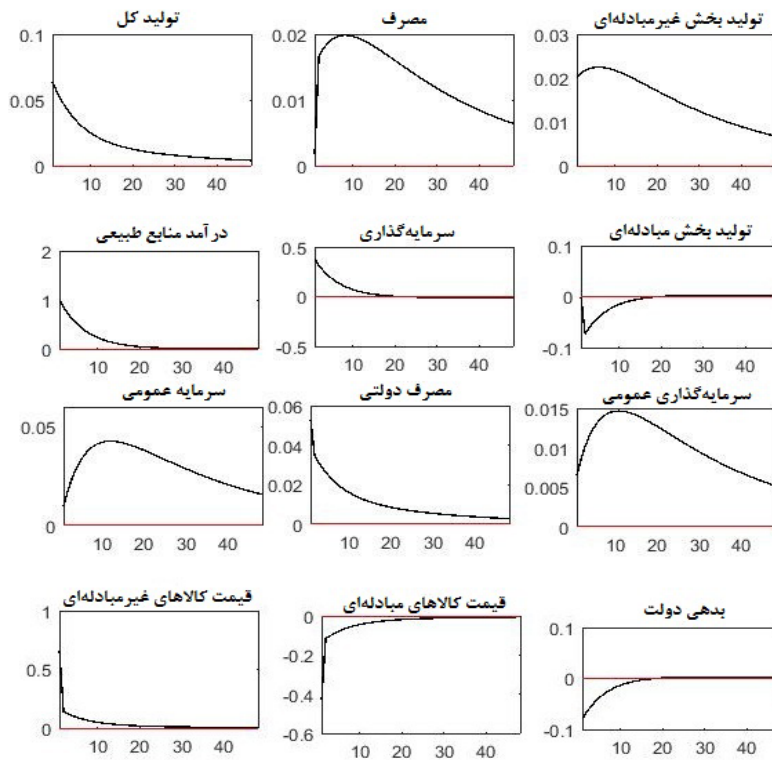 تولید کل
0.1
0.05
0
10 20 30 40
مصرف
0.02
0.01
0
10 20 30 40
تولید بخش غیرمبادله‌ای
0.03
0.02
0.01
0
10 20 30 40
در آمد منابع طبیعی
2
1
0
10 20 30 40
سرمایه‌گذاری
0.5
0
-0.5
10 20 30 40
تولید بخش مبادله‌ای
0.1
0
-0.1
10 20 30 40
سرمایه عمومی
0.05
0
10 20 30 40
مصرف دولتی
0.06
0.04
0.02
0
10 20 30 40
سرمایه‌گذاری عمومی
0.015
0.01
0.005
0
10 20 30 40
قیمت کالاهای غیرمبادله‌ای
1
0.5
0
10 20 30 40
قیمت کالاهای مبادله‌ای
0
-0.2
-0.4
-0.6
10 20 30 40
بدهی دولت
0.1
0
-0.1
10 20 30 40